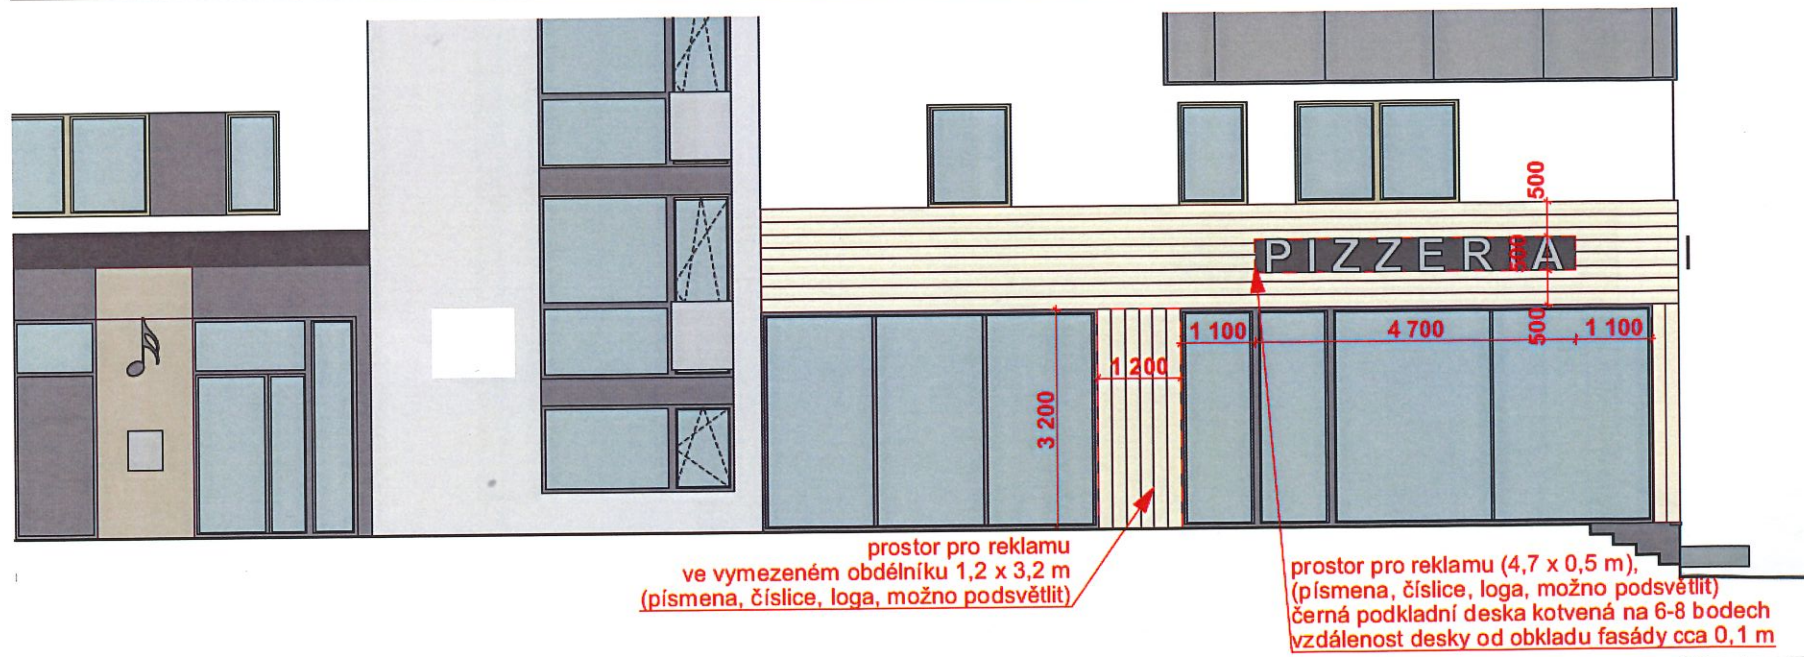 500
PIZZERIA
500
500
1 100
4 700
1 100
1 200
3 200
prostor pro reklamu
ve vymezeném obdélníku 1,2 x 3,2 m
(písmena, číslice, loga, možno podsvětlit)
prostor pro reklamu (4,7 x 0,5 m),
(písmena, číslice, loga, možno podsvětlit)
černá podkladní deska kotvená na 6-8 bodech
vzdálenost desky od obkladu fasády cca 0,1 m